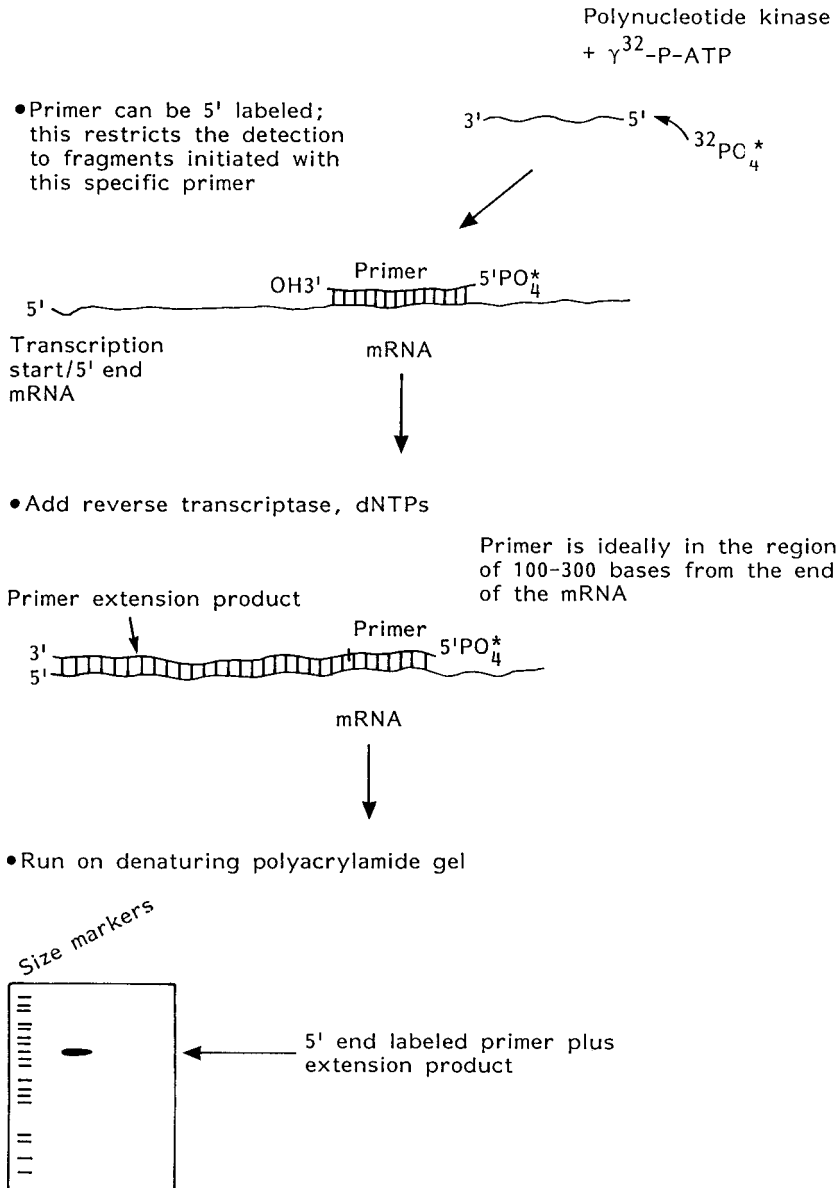 Polynucleotide kinase
+ γ³²-P-ATP
•Primer can be 5' labeled;
this restricts the detection
to fragments initiated with
this specific primer
3' 5'
³²PO₄*
OH3' Primer 5'PO₄*
5'
Transcription
start/5' end
mRNA
mRNA
•Add reverse transcriptase, dNTPs
Primer is ideally in the region
of 100-300 bases from the end
of the mRNA
Primer extension product
Primer
3' 5'PO₄*
5'
mRNA
•Run on denaturing polyacrylamide gel
Size markers
5' end labeled primer plus
extension product